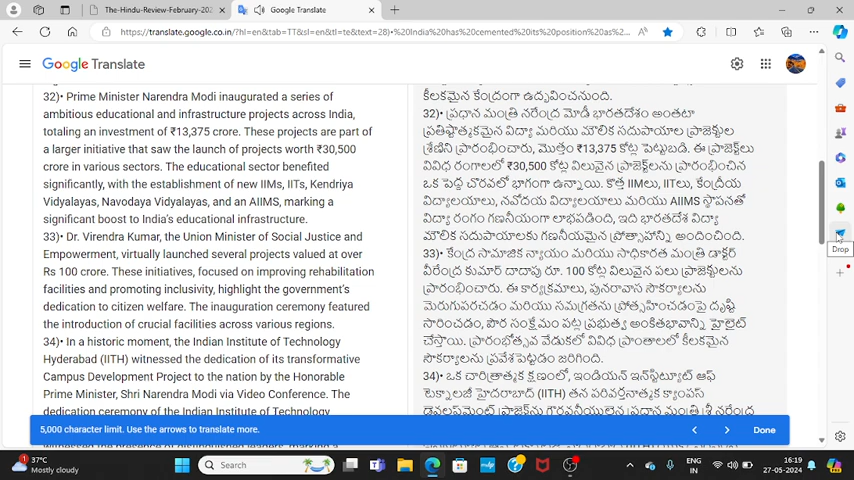 The-Hindu-Review-February-202
Google Translate
https://translate.google.co.in/?hl=en&tab=TT&sl=en&tl=te&text=28)•%20India%20has%20cemented%20its%20position%20as%...
Google Translate
32)• Prime Minister Narendra Modi inaugurated a series of
ambitious educational and infrastructure projects across India,
totaling an investment of ₹13,375 crore. These projects are part of
a larger initiative that saw the launch of projects worth ₹30,500
crore in various sectors. The educational sector benefited
significantly, with the establishment of new IIMs, IITs, Kendriya
Vidyalayas, Navodaya Vidyalayas, and an AIIMS, marking a
significant boost to India's educational infrastructure.
33)• Dr. Virendra Kumar, the Union Minister of Social Justice and
Empowerment, virtually launched several projects valued at over
Rs 100 crore. These initiatives, focused on improving rehabilitation
facilities and promoting inclusivity, highlight the government's
dedication to citizen welfare. The inauguration ceremony featured
the introduction of crucial facilities across various regions.
34)• In a historic moment, the Indian Institute of Technology
Hyderabad (IITH) witnessed the dedication of its transformative
Campus Development Project to the nation by the Honorable
Prime Minister, Shri Narendra Modi via Video Conference. The
dedication ceremony of the Indian Institute of Technology
కీలకమైన కేంద్రంగా ఉద్భవించనుంది.
32)• ప్రధాన మంత్రి నరేంద్ర మోడీ భారతదేశం అంతటా
ప్రతిష్టాత్మకమైన విద్యా మరియు మౌలిక సదుపాయాల ప్రాజెక్టుల
శ్రేణిని ప్రారంభించారు, మొత్తం ₹13,375 కోట్ల పెట్టుబడి. ఈ ప్రాజెక్ట్‌లు
వివిధ రంగాలలో ₹30,500 కోట్ల విలువైన ప్రాజెక్ట్‌లను ప్రారంభించిన
ఒక పెద్ద చొరవలో భాగంగా ఉన్నాయి. కొత్త IIMలు, IITలు, కేంద్రీయ
విద్యాలయాలు, నవోదయ విద్యాలయాలు మరియు AIIMS స్థాపనతో
విద్యా రంగం గణనీయంగా లాభపడింది, ఇది భారతదేశ విద్యా
మౌలిక సదుపాయాలకు గణనీయమైన ప్రోత్సాహాన్ని అందించింది.
33)• కేంద్ర సామాజిక న్యాయం మరియు సాధికారత మంత్రి డాక్టర్
వీరేంద్ర కుమార్ దాదాపు రూ. 100 కోట్ల విలువైన పలు ప్రాజెక్టులను
ప్రారంభించారు. ఈ కార్యక్రమాలు, పునరావాస సౌకర్యాలను
మెరుగుపరచడం మరియు సమగ్రతను ప్రోత్సహించడంపై దృష్టి
సారించడం, పౌర సంక్షేమం పట్ల ప్రభుత్వ అంకితభావాన్ని హైలైట్
చేస్తాయి. ప్రారంభోత్సవ వేడుకలో వివిధ ప్రాంతాలలో కీలకమైన
సౌకర్యాలను ప్రవేశపెట్టడం జరిగింది.
34)• ఒక చారిత్రాత్మక క్షణంలో, ఇండియన్ ఇన్‌స్టిట్యూట్ ఆఫ్
టెక్నాలజీ హైదరాబాద్ (IITH) తన పరివర్తనాత్మక క్యాంపస్
డెవలప్‌మెంట్ ప్రాజెక్ట్‌ను గౌరవనీయులైన ప్రధాన మంత్రి శ్రీ నరేంద్ర
Drop
5,000 character limit. Use the arrows to translate more.
Done
37°C
Mostly cloudy
Search
ENG
IN
16:19
27-05-2024